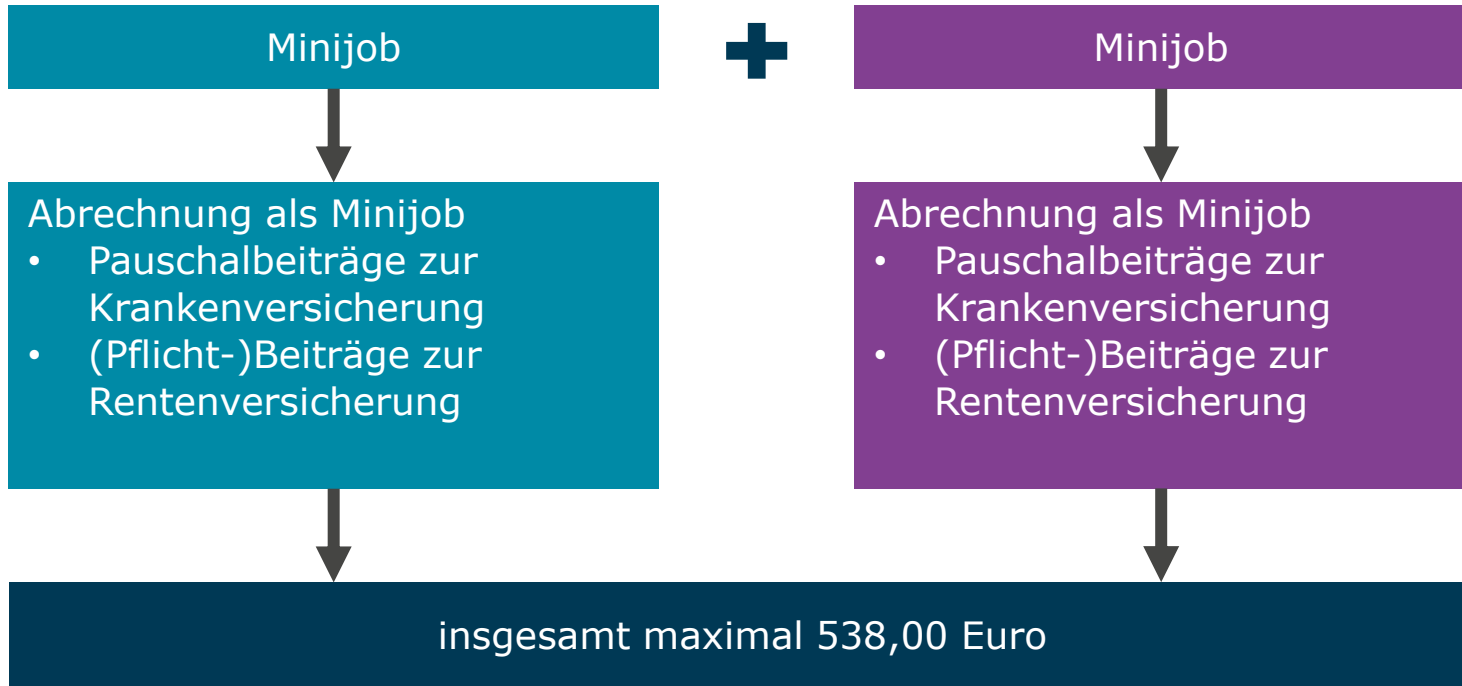 Minijob
Minijob
Abrechnung als Minijob
• Pauschalbeiträge zur
Krankenversicherung
• (Pflicht-)Beiträge zur
Rentenversicherung
Abrechnung als Minijob
• Pauschalbeiträge zur
Krankenversicherung
• (Pflicht-)Beiträge zur
Rentenversicherung
insgesamt maximal 538,00 Euro